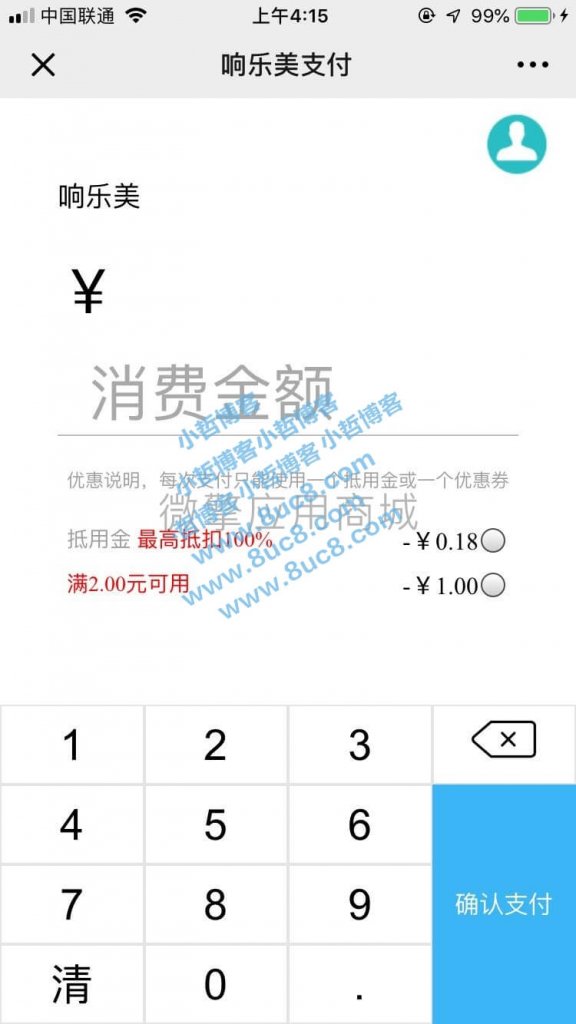 中国联通 上午4:15 99%
响乐美支付
响乐美
¥
消费金额
小哲博客小哲博客
小哲博客 小哲博客
优惠说明，每次支付只能使用一个抵用金或一个优惠券
微擎应用商城
www.8uc8.com
www.8uc8.com
抵用金 最高抵扣100% -¥0.18
满2.00元可用 -¥1.00
1 2 3
4 5 6
7 8 9
确认支付
清 0 .